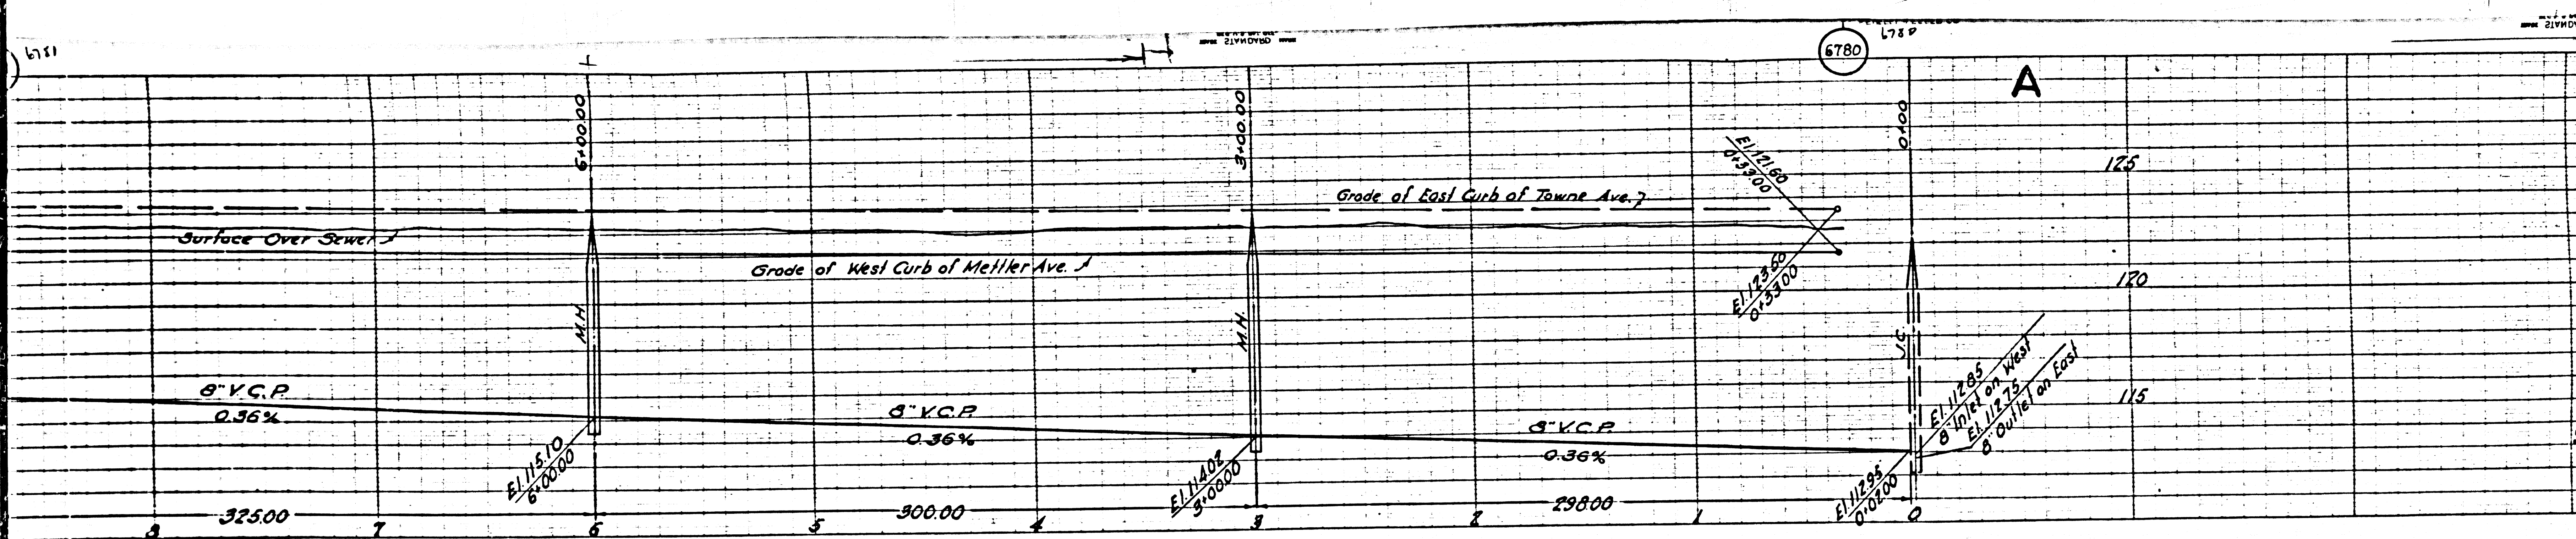 6781
STANDARD
6780
6780
A
6+00.00
3+00.00
0+00
El. 121.60
0+33.00
125
Grade of East Curb of Towne Ave.
Surface Over Sewer
Grade of West Curb of Mettler Ave.
El. 123.60
0+33.00
120
M.H.
M.H.
J.C.
El. 112.85
8" Inlet on West
El. 112.75
8" Outlet on East
115
8" V.C.P.
0.36%
8" V.C.P.
0.36%
8" V.C.P.
0.36%
El. 115.10
6+00.00
El. 114.02
3+00.00
El. 112.95
0+02.00
325.00
300.00
298.00
8 7 6 5 4 3 2 1 0